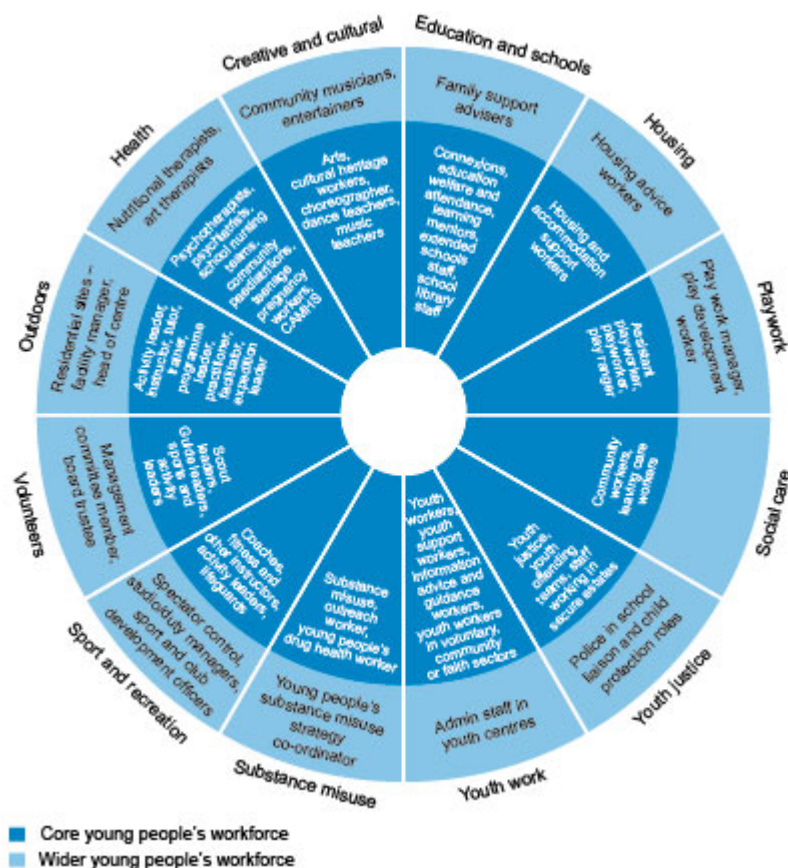 Creative and cultural
Community musicians,
entertainers
Arts,
cultural heritage
workers,
choreographer,
dance teachers,
music
teachers
Education and schools
Family support
advisers
Connexions,
education
welfare and
attendance,
learning
mentors,
extended
schools
staff, school
library
staff
Housing
Housing advice
workers
Housing and
accommodation
support
workers
Playwork
Play work manager,
play development
worker
Assistant
playworker,
playworker,
play ranger
Social care
Community
workers,
leaving care
workers
Youth justice
Police in school
liaison and child
protection roles
Youth
justice,
youth
offending
teams, staff
working in
secure estates
Youth work
Admin staff in
youth centres
Youth
workers,
youth
support
workers,
information
advice and
guidance
workers,
youth workers
in voluntary,
community
or faith sectors
Substance misuse
Young people's
substance misuse
strategy
co-ordinator
Substance
misuse,
outreach
worker,
young people's
drug health worker
Sport and recreation
Spectator control,
studio/duty managers,
sport and club
development officers
Coaches,
fitness and
other instructors,
activity leaders,
lifeguards
Volunteers
Management
committee member,
board trustee
Scout
leaders',
Guide leaders,
sports and
activity
leaders
Outdoors
Residential sites –
facility manager,
head of centre
Activity leader,
instructor, tutor,
trainer,
programme
leader,
practitioner,
facilitator,
expedition
leader
Health
Nutritional therapists,
art therapists
Psychotherapists,
psychiatrists,
school nursing
teams,
community
teenage
pregnancy
workers,
CAMHS
Core young people's workforce
Wider young people's workforce